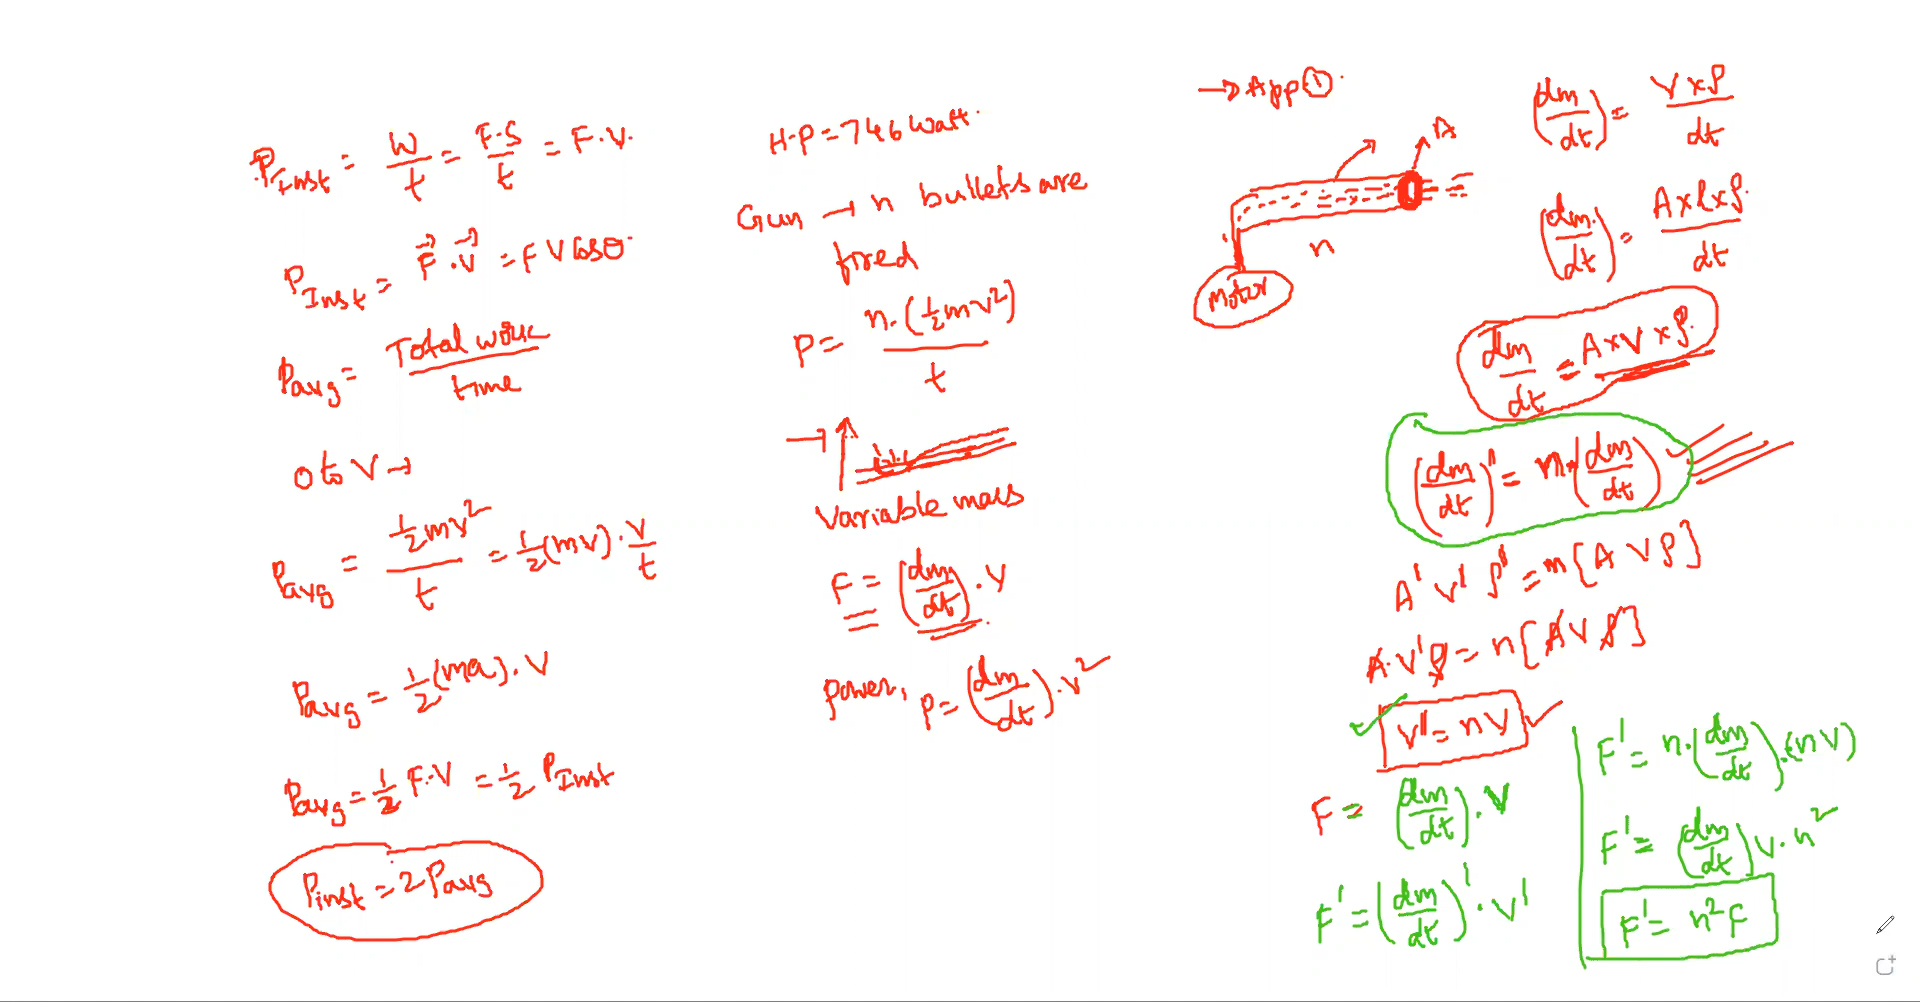 P_Inst = W/t = F·S/t = F·V.
P_Inst = F⃗·V⃗ = F V Cosθ
P_avg = Total work/time
0 to V →
P_avg = ½mv²/t = ½(mv)·V/t
P_avg = ½(ma)·V
P_avg = ½ F·V = ½ P_Inst
P_inst = 2 P_avg
H·P = 746 watt.
Gun → n bullets are
fired
P = n·(½mv²)/t
→
Variable mass
F = (dm/dt)·V
Power, P = (dm/dt)·v²
→ App ①.
A
n
Motor
(dm/dt) = V×ρ/dt
(dm/dt) = A×l×ρ/dt
dm/dt = A×V×ρ.
(dm/dt)' = n·(dm/dt)
A' V' ρ' = n[A V ρ]
A·V'ρ = n[A V ρ]
V' = nV
F = (dm/dt)·V
F' = (dm/dt)'·V'
F' = n·(dm/dt)·(nV)
F' = (dm/dt) V·n²
F' = n²F